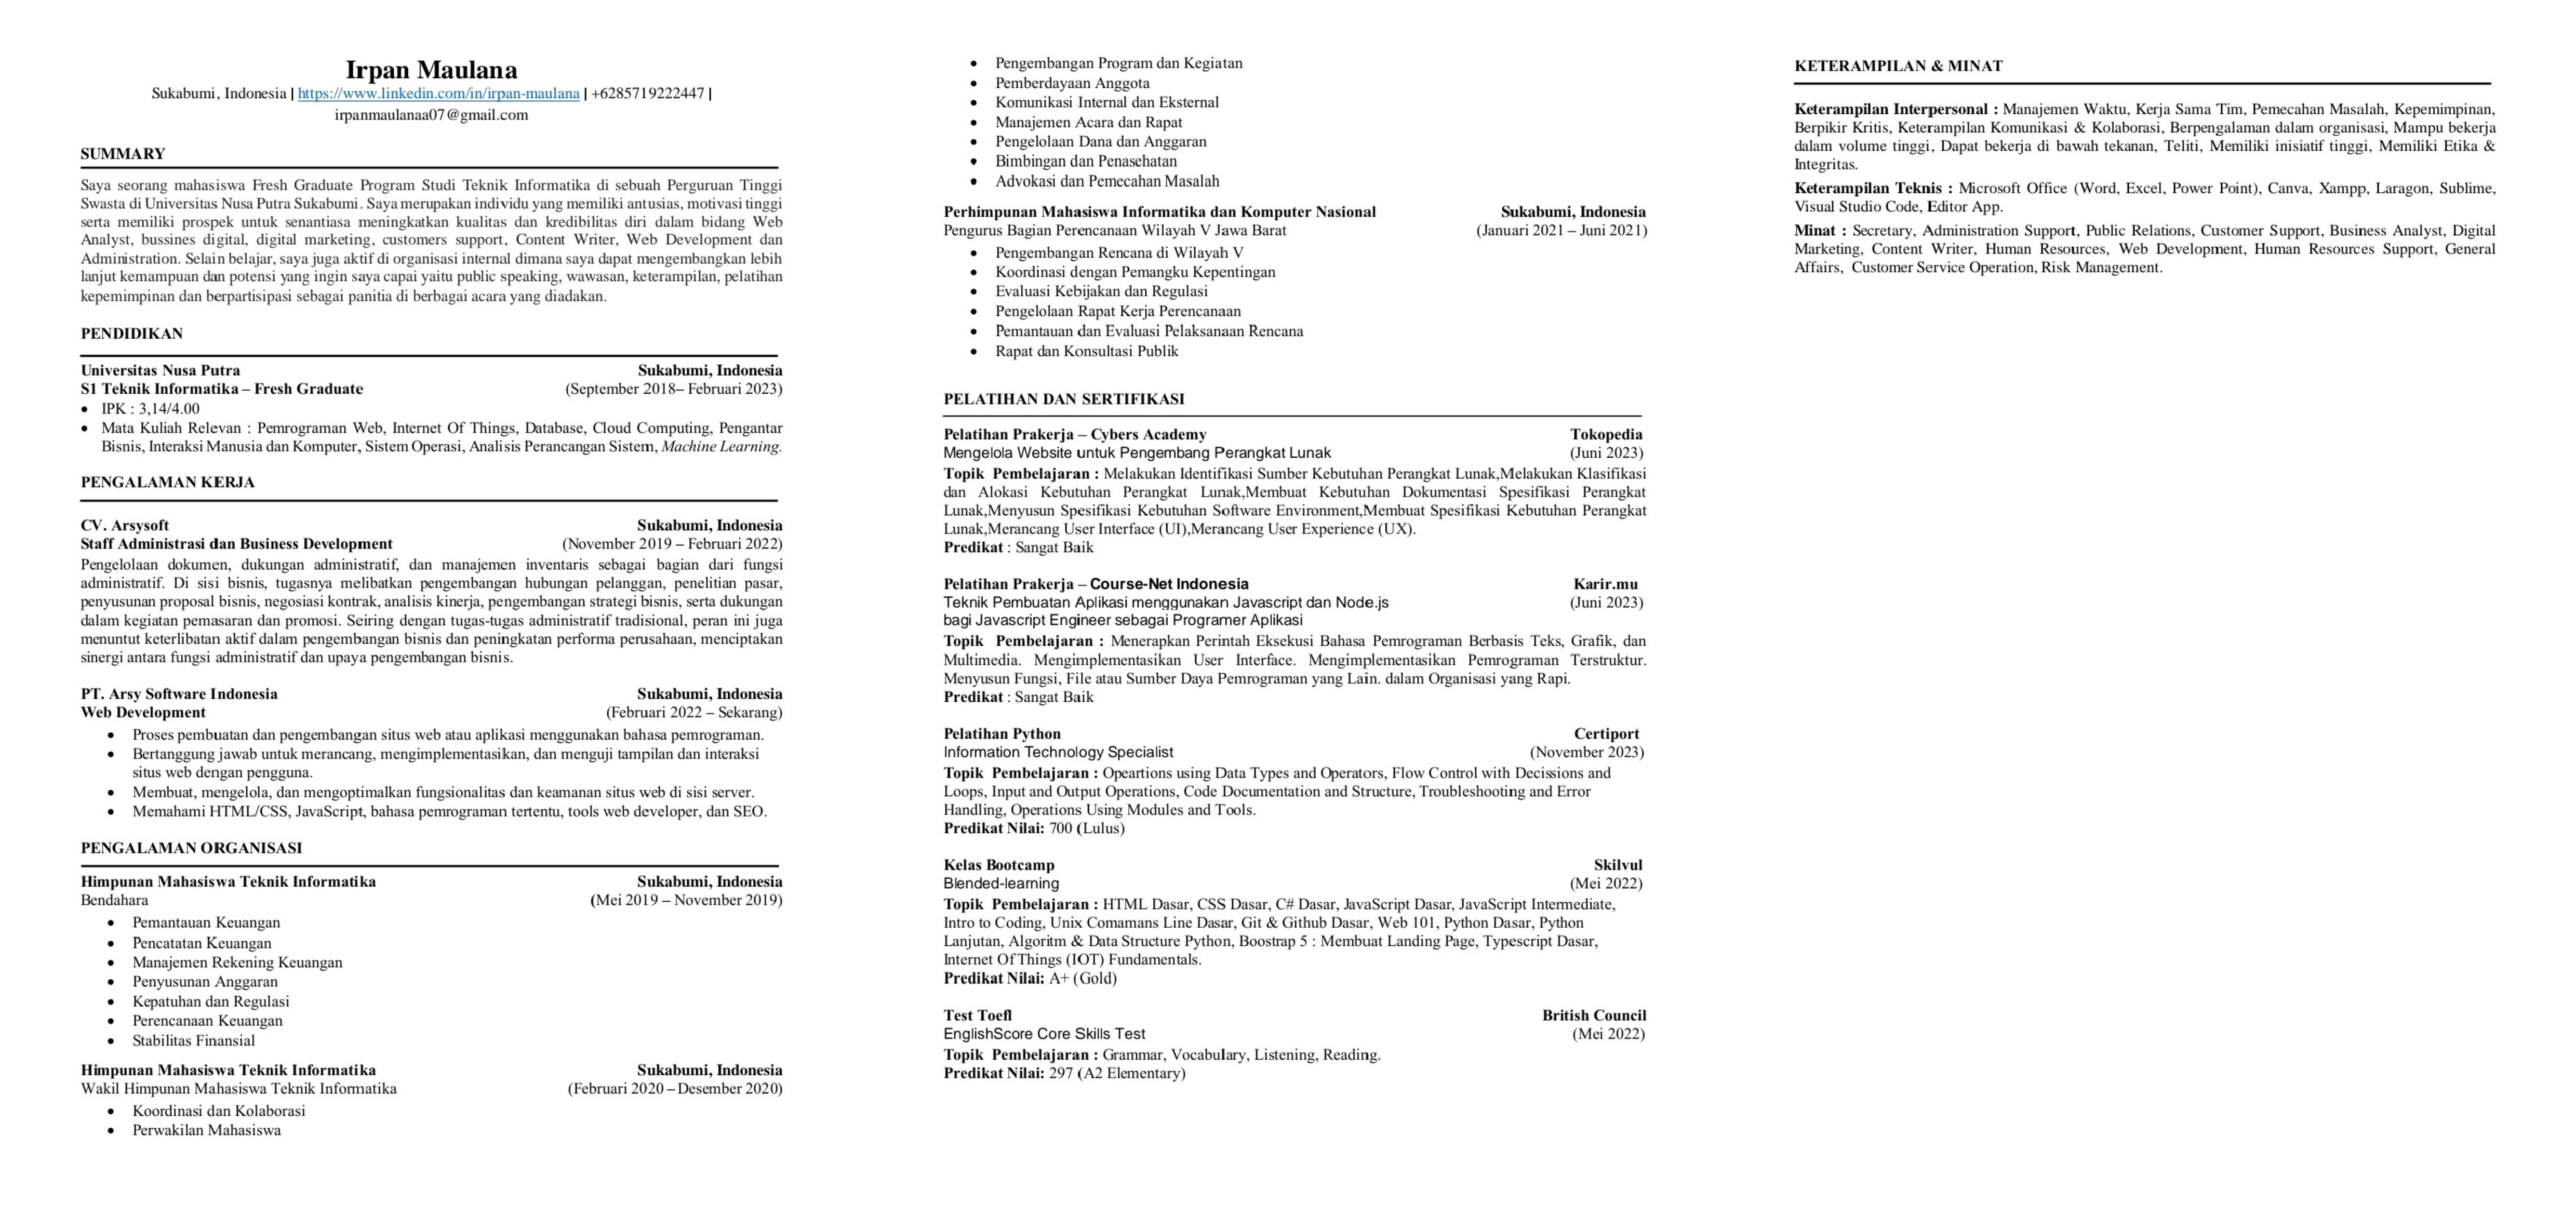 Irpan Maulana
Sukabumi, Indonesia | https://www.linkedin.com/in/irpan-maulana | +6285719222447 |
irpanmaulanaa07@gmail.com
SUMMARY
Saya seorang mahasiswa Fresh Graduate Program Studi Teknik Informatika di sebuah Perguruan Tinggi
Swasta di Universitas Nusa Putra Sukabumi. Saya merupakan individu yang memiliki antusias, motivasi tinggi
serta memiliki prospek untuk senantiasa meningkatkan kualitas dan kredibilitas diri dalam bidang Web
Analyst, bussines digital, digital marketing, customers support, Content Writer, Web Development dan
Administration. Selain belajar, saya juga aktif di organisasi internal dimana saya dapat mengembangkan lebih
lanjut kemampuan dan potensi yang ingin saya capai yaitu public speaking, wawasan, keterampilan, pelatihan
kepemimpinan dan berpartisipasi sebagai panitia di berbagai acara yang diadakan.
PENDIDIKAN
Universitas Nusa Putra Sukabumi, Indonesia
S1 Teknik Informatika – Fresh Graduate (September 2018– Februari 2023)
• IPK : 3,14/4.00
• Mata Kuliah Relevan : Pemrograman Web, Internet Of Things, Database, Cloud Computing, Pengantar
Bisnis, Interaksi Manusia dan Komputer, Sistem Operasi, Analisis Perancangan Sistem, Machine Learning.
PENGALAMAN KERJA
CV. Arsysoft Sukabumi, Indonesia
Staff Administrasi dan Business Development (November 2019 – Februari 2022)
Pengelolaan dokumen, dukungan administratif, dan manajemen inventaris sebagai bagian dari fungsi
administratif. Di sisi bisnis, tugasnya melibatkan pengembangan hubungan pelanggan, penelitian pasar,
penyusunan proposal bisnis, negosiasi kontrak, analisis kinerja, pengembangan strategi bisnis, serta dukungan
dalam kegiatan pemasaran dan promosi. Seiring dengan tugas-tugas administratif tradisional, peran ini juga
menuntut keterlibatan aktif dalam pengembangan bisnis dan peningkatan performa perusahaan, menciptakan
sinergi antara fungsi administratif dan upaya pengembangan bisnis.
PT. Arsy Software Indonesia Sukabumi, Indonesia
Web Development (Februari 2022 – Sekarang)
• Proses pembuatan dan pengembangan situs web atau aplikasi menggunakan bahasa pemrograman.
• Bertanggung jawab untuk merancang, mengimplementasikan, dan menguji tampilan dan interaksi
situs web dengan pengguna.
• Membuat, mengelola, dan mengoptimalkan fungsionalitas dan keamanan situs web di sisi server.
• Memahami HTML/CSS, JavaScript, bahasa pemrograman tertentu, tools web developer, dan SEO.
PENGALAMAN ORGANISASI
Himpunan Mahasiswa Teknik Informatika Sukabumi, Indonesia
Bendahara (Mei 2019 – November 2019)
• Pemantauan Keuangan
• Pencatatan Keuangan
• Manajemen Rekening Keuangan
• Penyusunan Anggaran
• Kepatuhan dan Regulasi
• Perencanaan Keuangan
• Stabilitas Finansial
Himpunan Mahasiswa Teknik Informatika Sukabumi, Indonesia
Wakil Himpunan Mahasiswa Teknik Informatika (Februari 2020 – Desember 2020)
• Koordinasi dan Kolaborasi
• Perwakilan Mahasiswa
• Pengembangan Program dan Kegiatan
• Pemberdayaan Anggota
• Komunikasi Internal dan Eksternal
• Manajemen Acara dan Rapat
• Pengelolaan Dana dan Anggaran
• Bimbingan dan Penasehatan
• Advokasi dan Pemecahan Masalah
Perhimpunan Mahasiswa Informatika dan Komputer Nasional Sukabumi, Indonesia
Pengurus Bagian Perencanaan Wilayah V Jawa Barat (Januari 2021 – Juni 2021)
• Pengembangan Rencana di Wilayah V
• Koordinasi dengan Pemangku Kepentingan
• Evaluasi Kebijakan dan Regulasi
• Pengelolaan Rapat Kerja Perencanaan
• Pemantauan dan Evaluasi Pelaksanaan Rencana
• Rapat dan Konsultasi Publik
PELATIHAN DAN SERTIFIKASI
Pelatihan Prakerja – Cybers Academy Tokopedia
Mengelola Website untuk Pengembang Perangkat Lunak (Juni 2023)
Topik Pembelajaran : Melakukan Identifikasi Sumber Kebutuhan Perangkat Lunak,Melakukan Klasifikasi
dan Alokasi Kebutuhan Perangkat Lunak,Membuat Kebutuhan Dokumentasi Spesifikasi Perangkat
Lunak,Menyusun Spesifikasi Kebutuhan Software Environment,Membuat Spesifikasi Kebutuhan Perangkat
Lunak,Merancang User Interface (UI),Merancang User Experience (UX).
Predikat : Sangat Baik
Pelatihan Prakerja – Course-Net Indonesia Karir.mu
Teknik Pembuatan Aplikasi menggunakan Javascript dan Node.js (Juni 2023)
bagi Javascript Engineer sebagai Programer Aplikasi
Topik Pembelajaran : Menerapkan Perintah Eksekusi Bahasa Pemrograman Berbasis Teks, Grafik, dan
Multimedia. Mengimplementasikan User Interface. Mengimplementasikan Pemrograman Terstruktur.
Menyusun Fungsi, File atau Sumber Daya Pemrograman yang Lain. dalam Organisasi yang Rapi.
Predikat : Sangat Baik
Pelatihan Python Certiport
Information Technology Specialist (November 2023)
Topik Pembelajaran : Opeartions using Data Types and Operators, Flow Control with Decissions and
Loops, Input and Output Operations, Code Documentation and Structure, Troubleshooting and Error
Handling, Operations Using Modules and Tools.
Predikat Nilai: 700 (Lulus)
Kelas Bootcamp Skilvul
Blended-learning (Mei 2022)
Topik Pembelajaran : HTML Dasar, CSS Dasar, C# Dasar, JavaScript Dasar, JavaScript Intermediate,
Intro to Coding, Unix Comamans Line Dasar, Git & Github Dasar, Web 101, Python Dasar, Python
Lanjutan, Algoritm & Data Structure Python, Boostrap 5 : Membuat Landing Page, Typescript Dasar,
Internet Of Things (IOT) Fundamentals.
Predikat Nilai: A+ (Gold)
Test Toefl British Council
EnglishScore Core Skills Test (Mei 2022)
Topik Pembelajaran : Grammar, Vocabulary, Listening, Reading.
Predikat Nilai: 297 (A2 Elementary)
KETERAMPILAN & MINAT
Keterampilan Interpersonal : Manajemen Waktu, Kerja Sama Tim, Pemecahan Masalah, Kepemimpinan,
Berpikir Kritis, Keterampilan Komunikasi & Kolaborasi, Berpengalaman dalam organisasi, Mampu bekerja
dalam volume tinggi, Dapat bekerja di bawah tekanan, Teliti, Memiliki inisiatif tinggi, Memiliki Etika &
Integritas.
Keterampilan Teknis : Microsoft Office (Word, Excel, Power Point), Canva, Xampp, Laragon, Sublime,
Visual Studio Code, Editor App.
Minat : Secretary, Administration Support, Public Relations, Customer Support, Business Analyst, Digital
Marketing, Content Writer, Human Resources, Web Development, Human Resources Support, General
Affairs, Customer Service Operation, Risk Management.